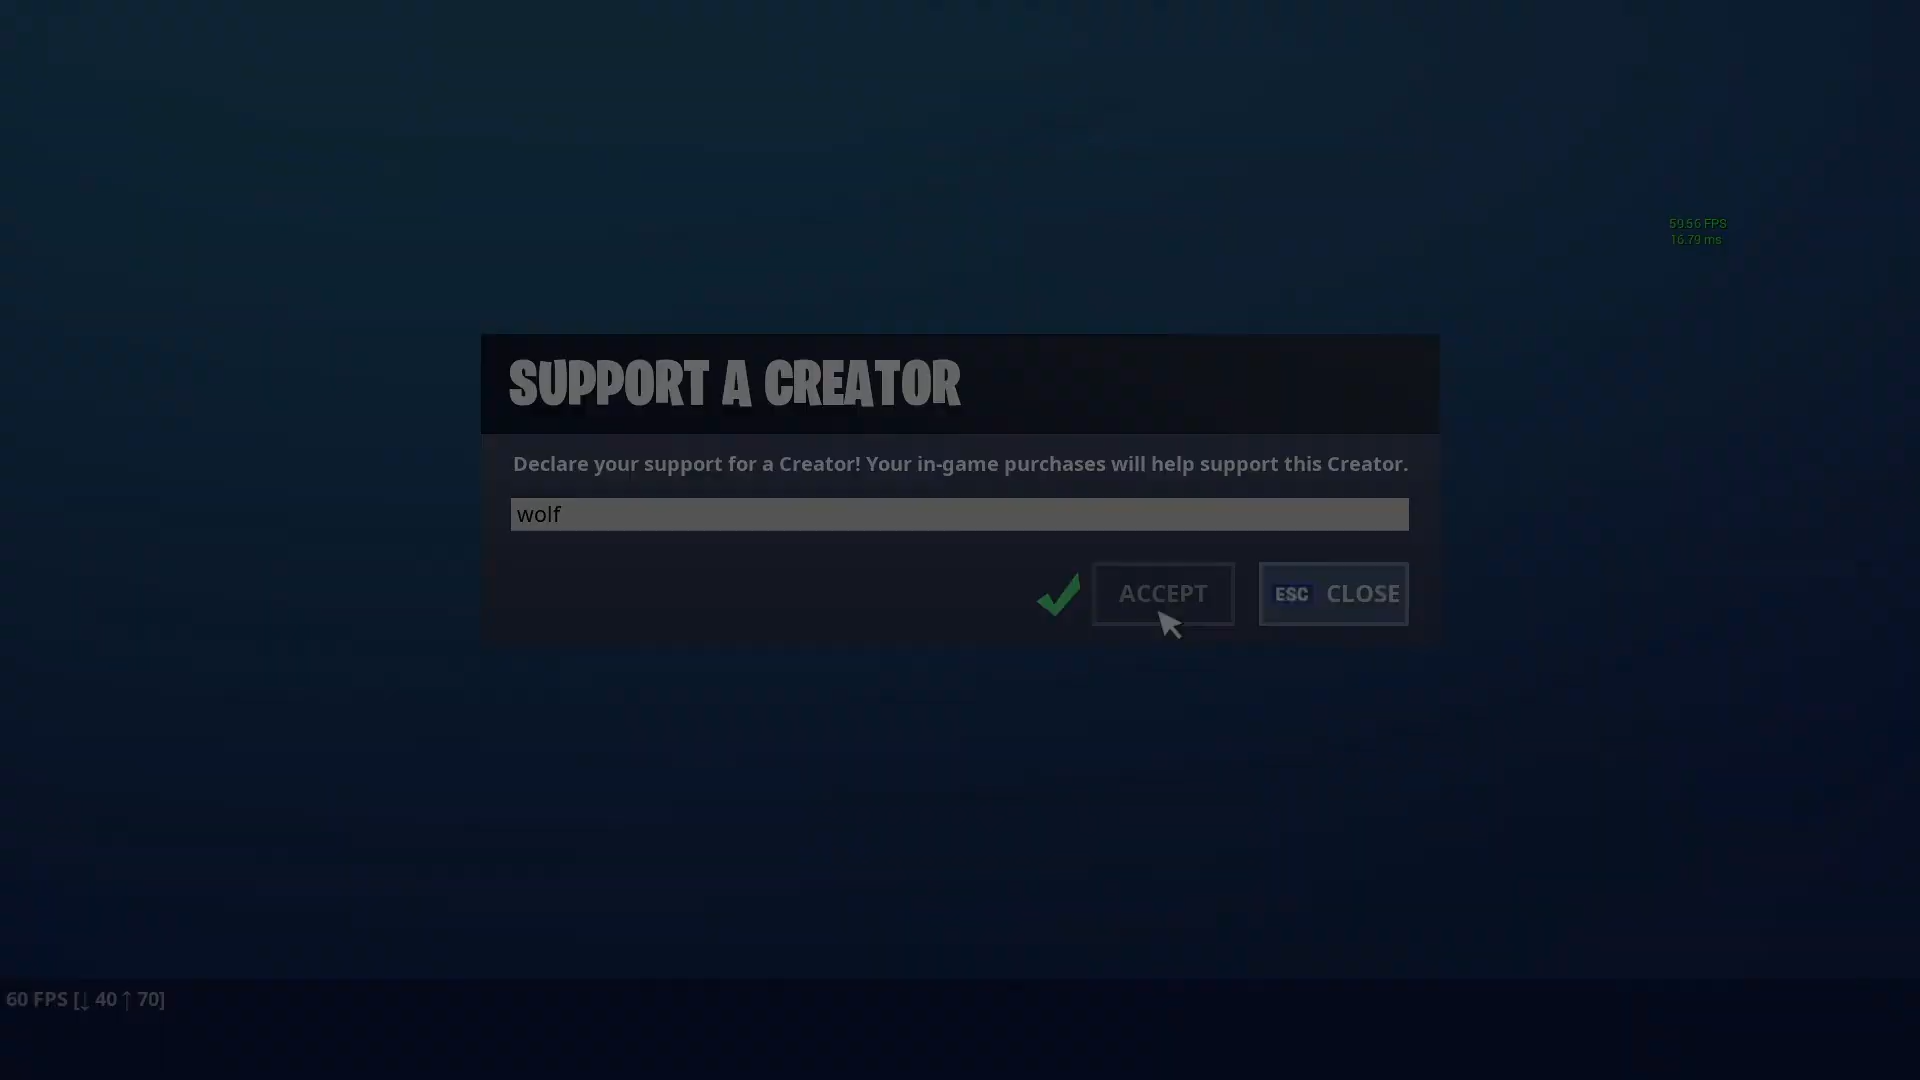 59.56 FPS
16.79 ms
SUPPORT A CREATOR
Declare your support for a Creator! Your in-game purchases will help support this Creator.
wolf
ACCEPT
ESC CLOSE
60 FPS [↓ 40 ↑ 70]